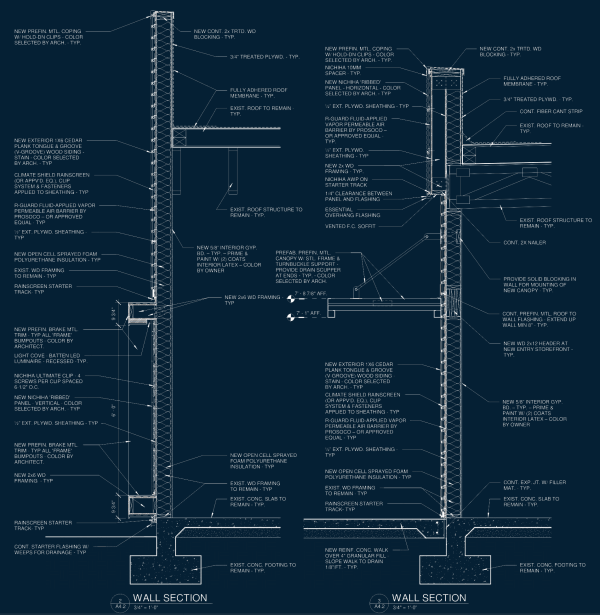 NEW PREFIN. MTL COPING
W/ HOLD-DN CLIPS - COLOR
SELECTED BY ARCH. - TYP
NEW CONT. 2x TRTD. WD
BLOCKING - TYP.
3/4" TREATED PLYWD. - TYP.
FULLY ADHERED ROOF
MEMBRANE - TYP.
EXIST. ROOF TO REMAIN
TYP.
NEW EXTERIOR 1X6 CEDAR
PLANK TONGUE & GROOVE
(V-GROOVE) WOOD SIDING -
STAIN - COLOR SELECTED
BY ARCH. - TYP
CLIMATE SHIELD RAINSCREEN
(OR APPV'D. EQ.), CLIP
SYSTEM & FASTENERS
APPLIED TO SHEATHING - TYP
R-GUARD FLUID-APPLIED VAPOR
PERMEABLE AIR BARRIER BY
PROSOCO – OR APPROVED
EQUAL - TYP
½" EXT. PLYWD. SHEATHING
TYP
EXIST. ROOF STRUCTURE TO
REMAIN - TYP.
NEW OPEN CELL SPRAYED FOAM
POLYURETHANE INSULATION - TYP
EXIST. WD FRAMING
TO REMAIN - TYP
RAINSCREEN STARTER
TRACK - TYP
NEW 5/8" INTERIOR GYP.
BD. – TYP. – PRIME &
PAINT W/ (2) COATS
INTERIOR LATEX – COLOR
BY OWNER
NEW 2x6 WD FRAMING -
TYP
NEW PREFIN. BRAKE MTL
TRIM - TYP ALL 'FRAME'
BUMPOUTS - COLOR BY
ARCHITECT.
LIGHT COVE - BATTEN LED
LUMINAIRE - RECESSED - TYP.
NICHIHA ULTIMATE CLIP - 4
SCREWS PER CLIP SPACED
6 1/2" O.C.
NEW NICHIHA 'RIBBED'
PANEL - VERTICAL - COLOR
SELECTED BY ARCH. - TYP
½" EXT. PLYWD. SHEATHING - TYP
NEW PREFIN. BRAKE MTL
TRIM - TYP ALL 'FRAME'
BUMPOUTS - COLOR BY
ARCHITECT.
NEW 2x6 WD
FRAMING - TYP
NEW OPEN CELL SPRAYED
FOAM POLYURETHANE
INSULATION - TYP
EXIST. WD FRAMING
TO REMAIN - TYP
EXIST. CONC. SLAB TO
REMAIN - TYP.
RAINSCREEN STARTER
TRACK - TYP
CONT. STARTER FLASHING W/
WEEPS FOR DRAINAGE - TYP
EXIST. CONC. FOOTING TO
REMAIN - TYP.
2
A4.2
WALL SECTION
3/4" = 1'-0"
NEW PREFIN. MTL COPING
W/ HOLD-DN CLIPS - COLOR
SELECTED BY ARCH. - TYP
NICHIHA 10MM
SPACER - TYP.
NEW NICHIHA 'RIBBED'
PANEL - HORIZONTAL - COLOR
SELECTED BY ARCH. - TYP
½" EXT. PLYWD. SHEATHING - TYP
R-GUARD FLUID-APPLIED
VAPOR PERMEABLE AIR
BARRIER BY PROSOCO –
OR APPROVED EQUAL
TYP.
½" EXT. PLYWD.
SHEATHING - TYP
NEW 2x WD
FRAMING - TYP
NICHIHA AWP ON
STARTER TRACK
1/4" CLEARANCE BETWEEN
PANEL AND FLASHING
ESSENTIAL
OVERHANG FLASHING
VENTED F.C. SOFFIT
NEW CONT. 2x TRTD. WD
BLOCKING - TYP.
FULLY ADHERED ROOF
MEMBRANE - TYP.
3/4" TREATED PLYWD. - TYP.
CONT. FIBER CANT STRIP
EXIST. ROOF TO REMAIN -
TYP
EXIST. ROOF STRUCTURE TO
REMAIN - TYP.
CONT. 2X NAILER
PREFAB. PREFIN. MTL
CANOPY W/ STL. FRAME &
TURNBUCKLE SUPPORT -
PROVIDE DRAIN SCUPPER
AT ENDS - TYP. - COLOR
SELECTED BY ARCH
PROVIDE SOLID BLOCKING IN
WALL FOR MOUNTING OF
NEW CANOPY - TYP.
CONT. PREFIN. MTL ROOF TO
WALL FLASHING - EXTEND UP
WALL MIN 8" - TYP.
NEW WD 2x12 HEADER AT
NEW ENTRY STOREFRONT -
TYP.
NEW EXTERIOR 1X6 CEDAR
PLANK TONGUE & GROOVE
(V-GROOVE) WOOD SIDING
STAIN - COLOR SELECTED
BY ARCH. - TYP
CLIMATE SHIELD RAINSCREEN
(OR APPV'D. EQ.), CLIP
SYSTEM & FASTENERS
APPLIED TO SHEATHING - TYP
R-GUARD FLUID-APPLIED VAPOR
PERMEABLE AIR BARRIER BY
PROSOCO – OR APPROVED
EQUAL - TYP
½" EXT. PLYWD. SHEATHING
TYP
NEW OPEN CELL SPRAYED FOAM
POLYURETHANE INSULATION - TYP
EXIST. WD FRAMING
TO REMAIN - TYP
RAINSCREEN STARTER
TRACK - TYP
NEW 5/8" INTERIOR GYP.
BD. – TYP. – PRIME &
PAINT W/ (2) COATS
INTERIOR LATEX – COLOR
BY OWNER
CONT. EXP. JT. W/ FILLER
MAT. - TYP.
EXIST. CONC. SLAB TO
REMAIN - TYP.
NEW REINF. CONC. WALK
OVER 4" GRANULAR FILL
SLOPE WALK TO DRAIN
1/8"/FT. - TYP.
EXIST. CONC. FOOTING TO
REMAIN - TYP.
3
A4.2
WALL SECTION
3/4" = 1'-0"